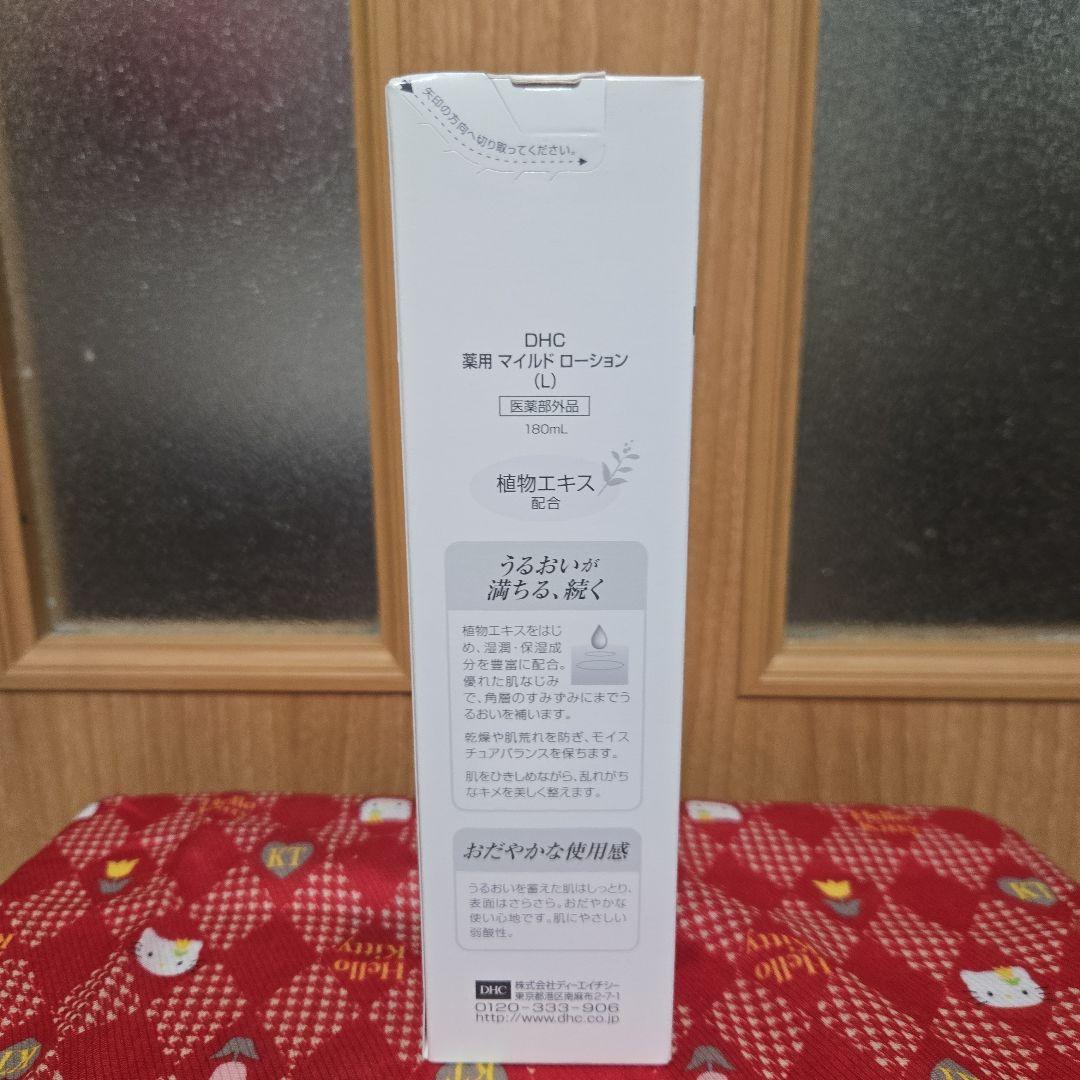 矢印の方向へ切り取ってください。
DHC
薬用 マイルド ローション
(L)
医薬部外品
180mL
植物エキス
配合
うるおいが
満ちる、続く
植物エキスをはじ
め、湿潤・保湿成
分を豊富に配合。
優れた肌なじみ
で、角層のすみずみにまでう
るおいを補います。
乾燥や肌荒れを防ぎ、モイス
チュアバランスを保ちます。
肌をひきしめながら、乱れがち
なキメを美しく整えます。
おだやかな使用感
うるおいを蓄えた肌はしっとり、
表面はさらさら。おだやかな
使い心地です。肌にやさしい
弱酸性。
DHC 株式会社ディーエイチシー
東京都港区南麻布2-7-1
0120-333-906
http://www.dhc.co.jp
KT
Hello
Kitty
Hello
Kitty
Hello
Kitty
KT
KT